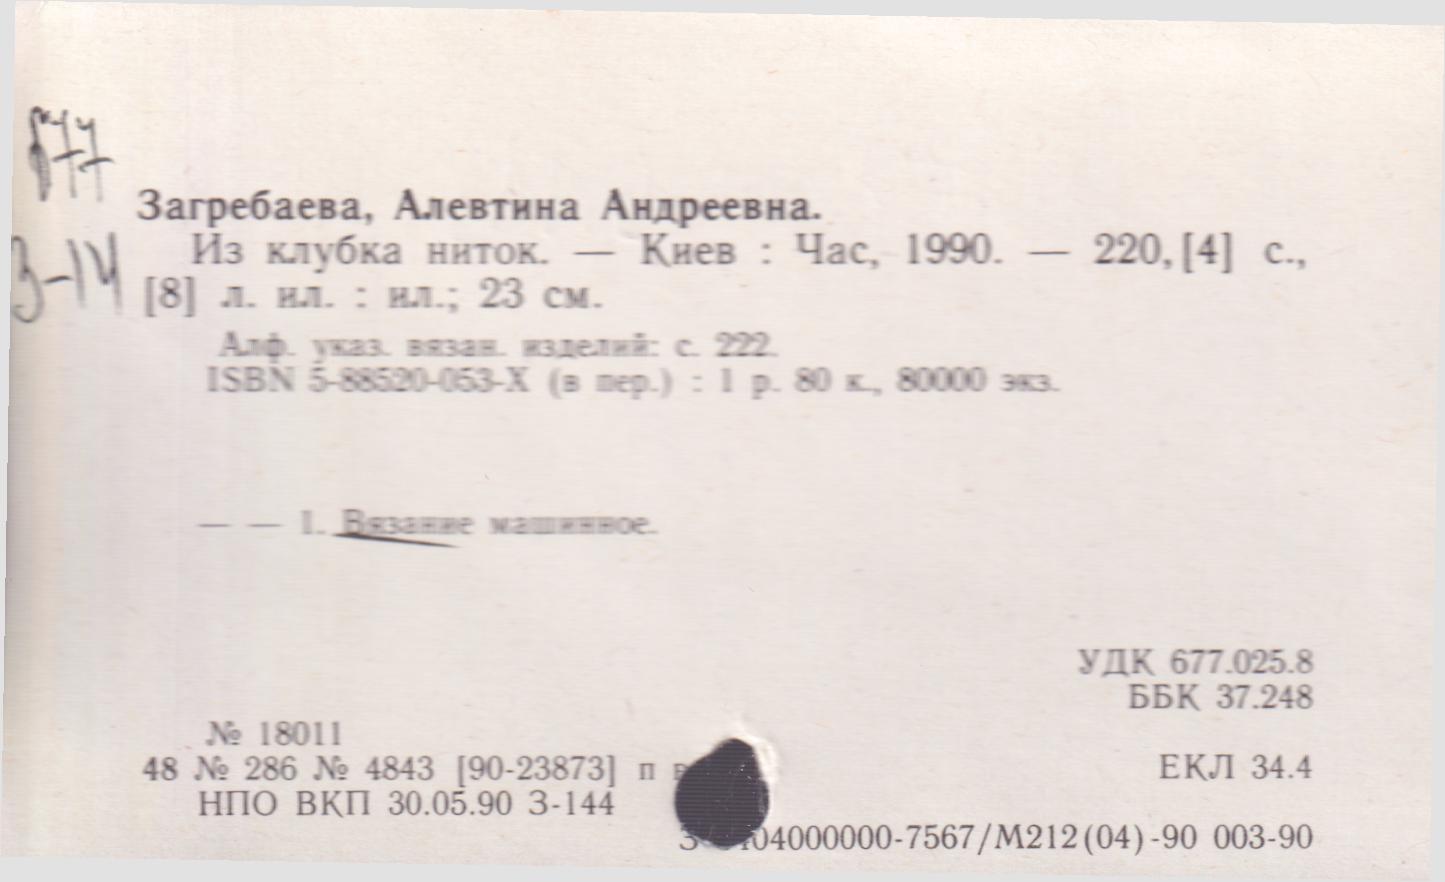 677
З-14
Загребаева, Алевтина Андреевна.
Из клубка ниток. — Киев : Час, 1990. — 220, [4] с.,
[8] л. ил. : ил.; 23 см.
Алф. указ. вязан. изделий: с. 222.
ISBN 5-88520-053-X (в пер.) : 1 р. 80 к., 80000 экз.
— — 1. Вязание машинное.
УДК 677.025.8
ББК 37.248
№ 18011
48 № 286 № 4843 [90-23873] п
ЕКЛ 34.4
НПО ВКП 30.05.90 З-144
04000000-7567/М212(04)-90 003-90